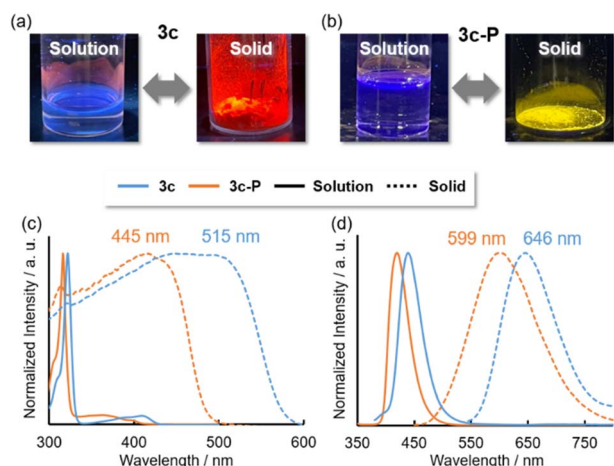 (a)
3c
(b)
3c-P
Solution
Solid
Solution
Solid
3c
3c-P
Solution
Solid
(c)
445 nm
515 nm
Normalized Intensity / a. u.
300
400
500
600
Wavelength / nm
(d)
599 nm
646 nm
Normalized Intensity / a. u.
350
450
550
650
750
Wavelength / nm